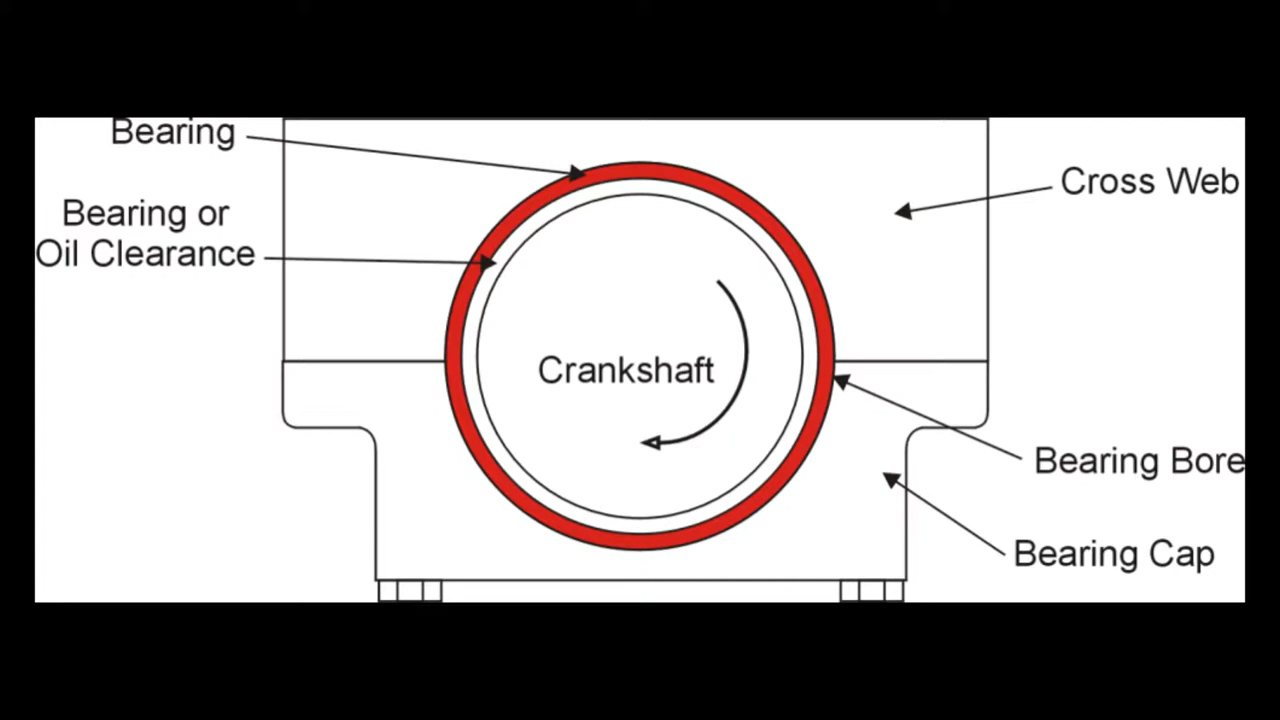 Bearing
Cross Web
Bearing or
Oil Clearance
Crankshaft
Bearing Bore
Bearing Cap